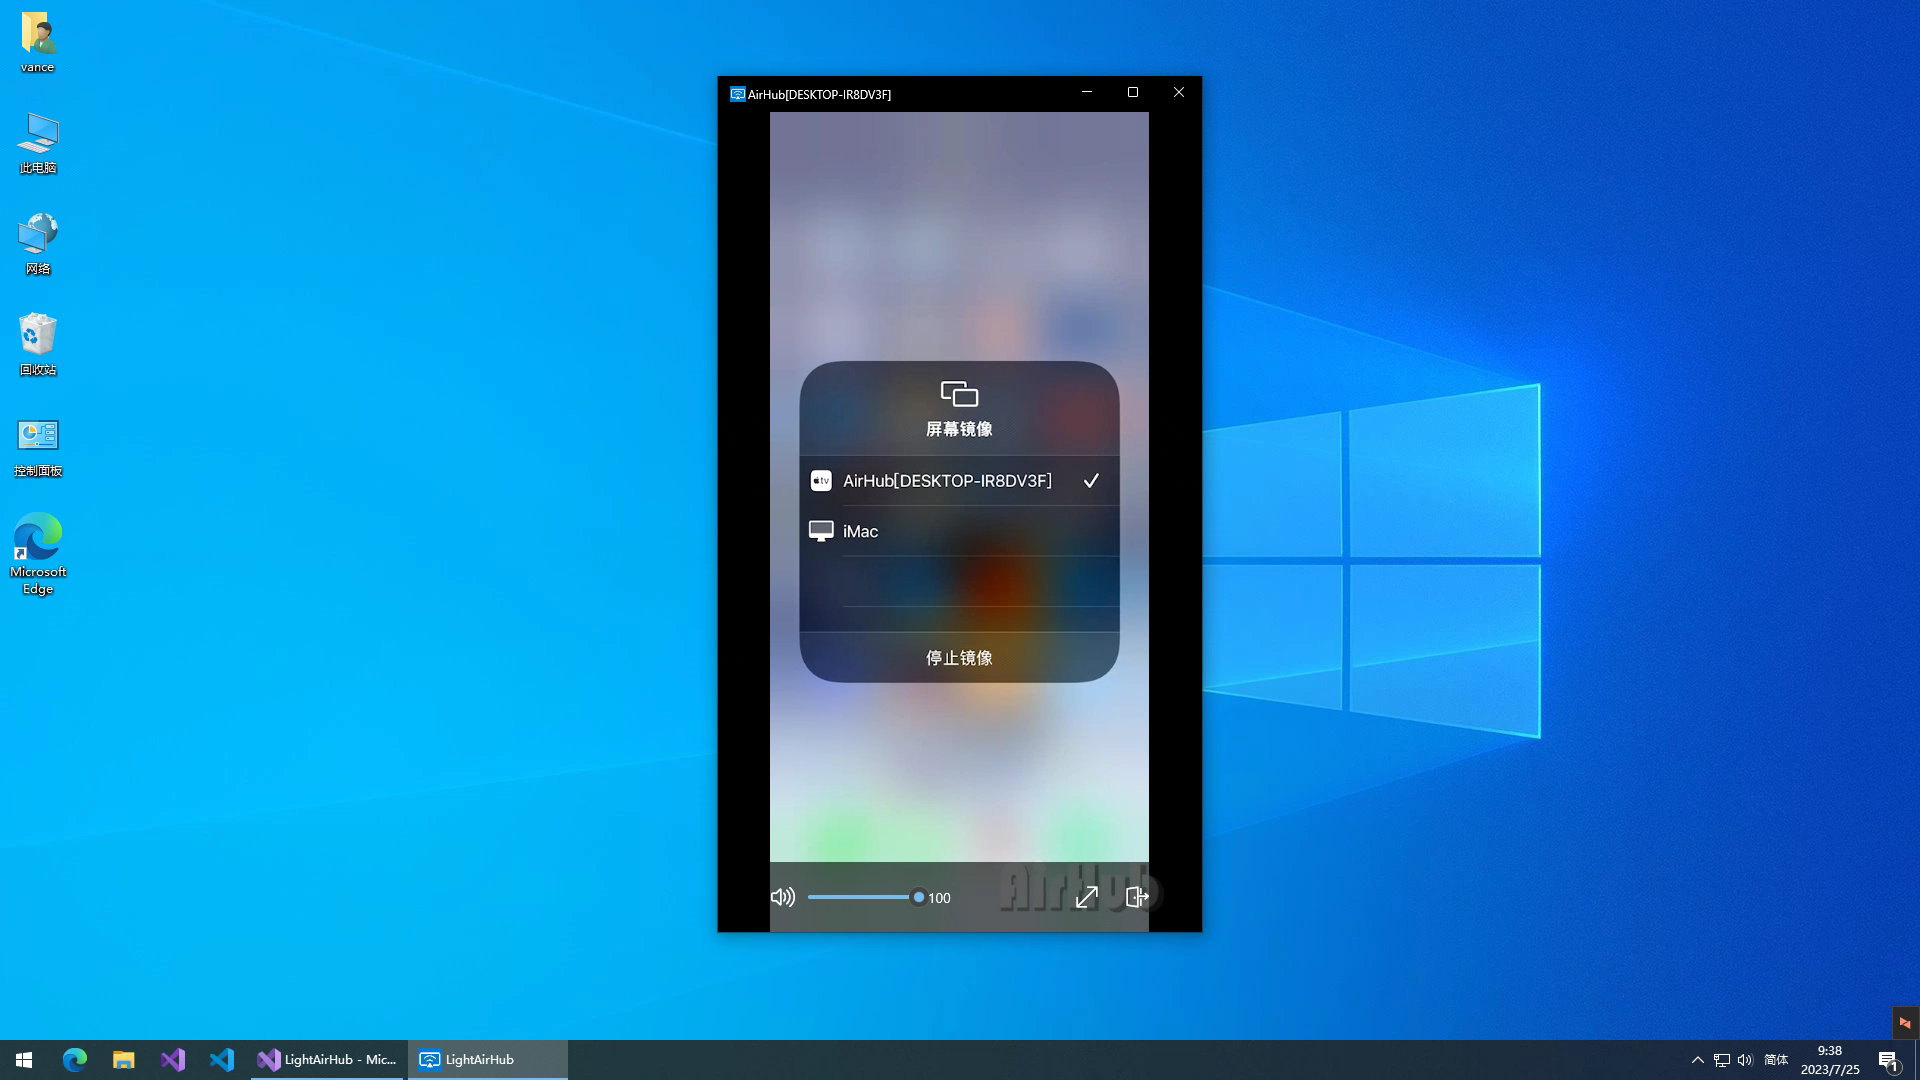 vance
此电脑
网络
回收站
控制面板
Microsoft
Edge
AirHub[DESKTOP-IR8DV3F]
屏幕镜像
tv
AirHub[DESKTOP-IR8DV3F]
iMac
停止镜像
100
AirHub
LightAirHub - Mic...
LightAirHub
简体
9:38
2023/7/25
1